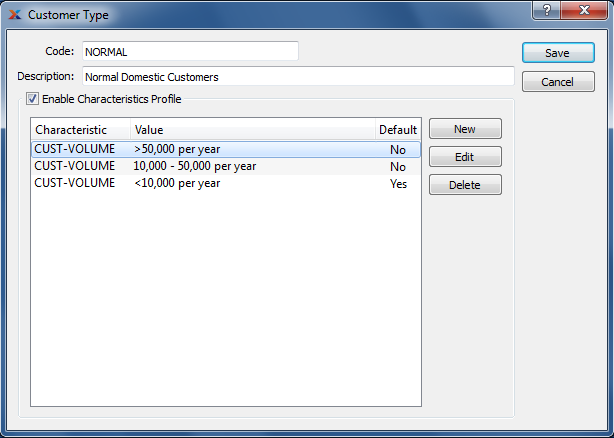 Customer Type
Code: NORMAL
Save
Description: Normal Domestic Customers
Cancel
Enable Characteristics Profile
Characteristic Value Default
New
CUST-VOLUME >50,000 per year No
Edit
CUST-VOLUME 10,000 - 50,000 per year No
CUST-VOLUME <10,000 per year Yes
Delete